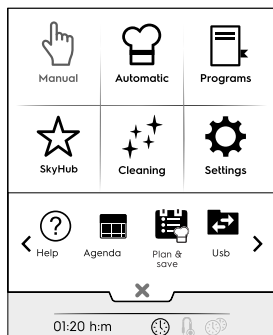 Manual Automatic Programs
SkyHub Cleaning Settings
Help Agenda Plan & save Usb
01:20 h:m